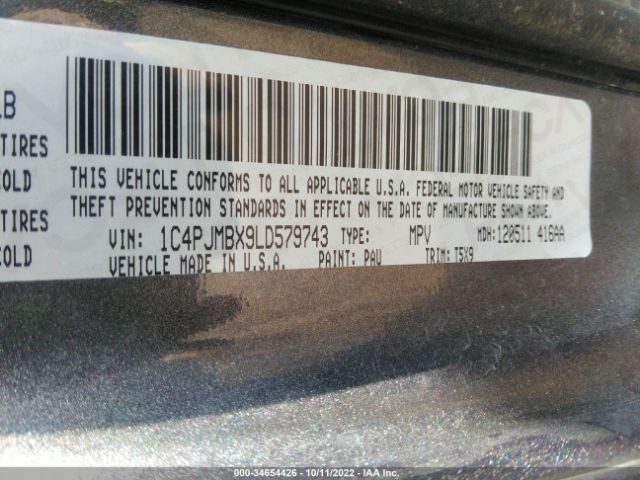 LB
TIRES
COLD
TIRES
COLD
THIS VEHICLE CONFORMS TO ALL APPLICABLE U.S.A. FEDERAL MOTOR VEHICLE SAFETY AND
THEFT PREVENTION STANDARDS IN EFFECT ON THE DATE OF MANUFACTURE SHOWN ABOVE.
VIN: 1C4PJMBX9LD579743 TYPE: MPV MDH: 120511 416AA
VEHICLE MADE IN U.S.A. PAINT: PAU TRIM: T5X9
000-34654426 - 10/11/2022 - IAA Inc.